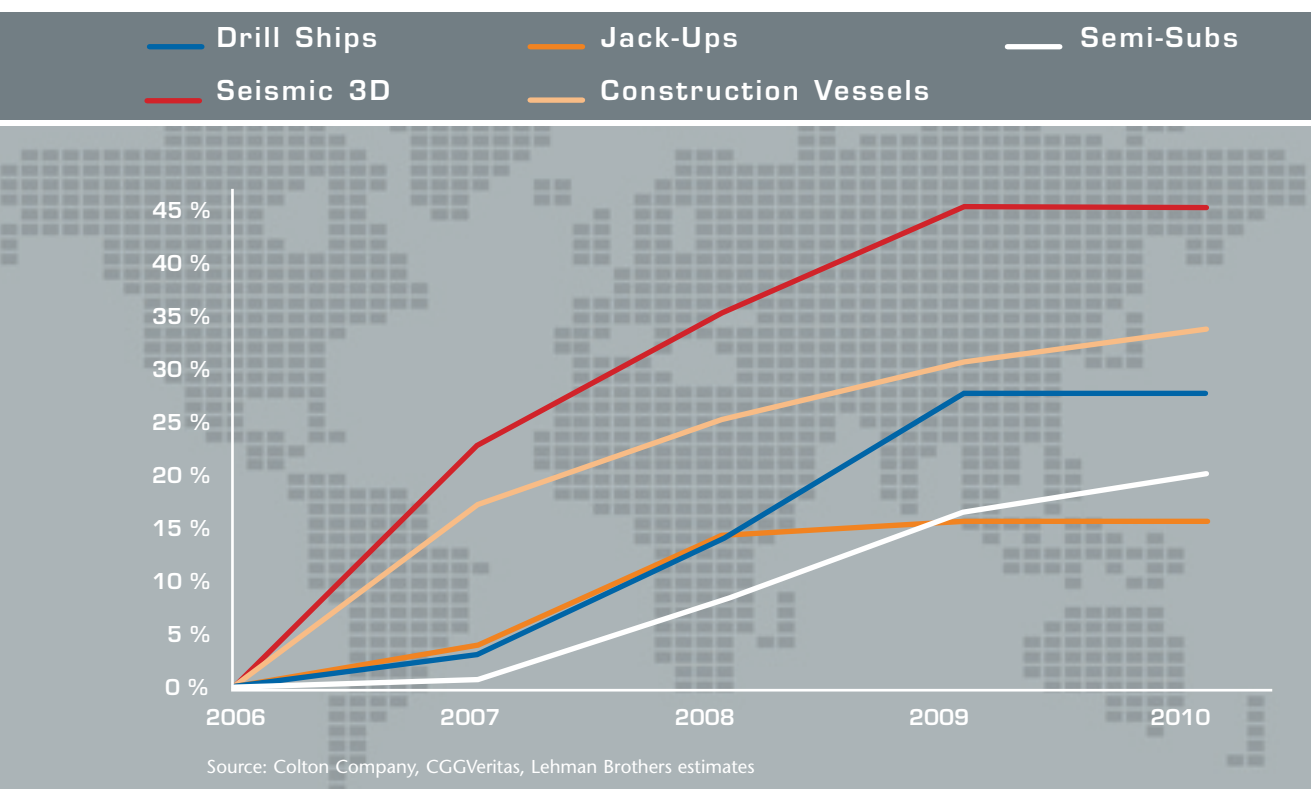 Drill Ships Jack-Ups Semi-Subs
Seismic 3D Construction Vessels
45 %
40 %
35 %
30 %
25 %
20 %
15 %
10 %
5 %
0 %
2006 2007 2008 2009 2010
Source: Colton Company, CGGVeritas, Lehman Brothers estimates